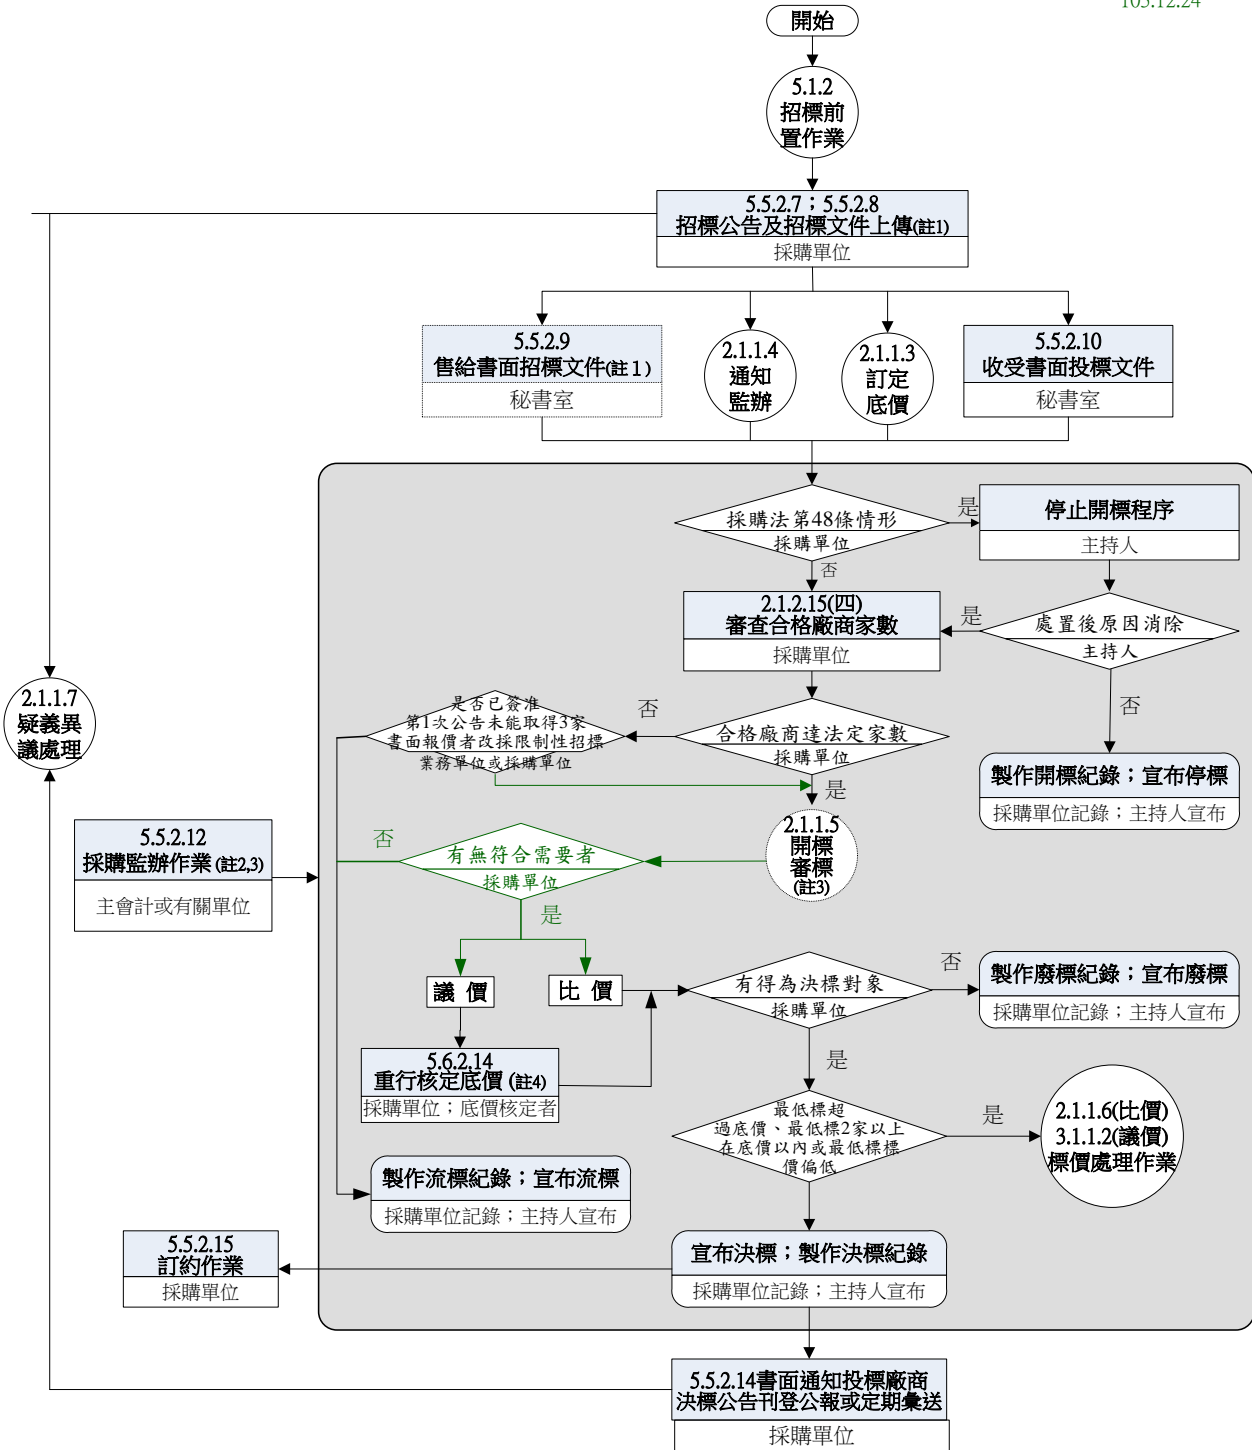 105.12.24
開始
5.1.2
招標前
置作業
5.5.2.7；5.5.2.8
招標公告及招標文件上傳(註1)
採購單位
5.5.2.9
售給書面招標文件(註１)
秘書室
2.1.1.4
通知
監辦
2.1.1.3
訂定
底價
5.5.2.10
收受書面投標文件
秘書室
採購法第48條情形
採購單位
是
否
停止開標程序
主持人
2.1.2.15(四)
審查合格廠商家數
採購單位
是
處置後原因消除
主持人
否
2.1.1.7
疑義異
議處理
是否已簽准
第1次公告未能取得3家
書面報價者改採限制性招標
業務單位或採購單位
否
合格廠商達法定家數
採購單位
是
製作開標紀錄；宣布停標
採購單位記錄；主持人宣布
5.5.2.12
採購監辦作業(註2,3)
主會計或有關單位
否
有無符合需要者
採購單位
是
2.1.1.5
開標
審標
(註3)
議 價
比 價
有得為決標對象
採購單位
否
是
製作廢標紀錄；宣布廢標
採購單位記錄；主持人宣布
5.6.2.14
重行核定底價(註4)
採購單位；底價核定者
最低標超
過底價、最低標2家以上
在底價以內或最低標標
價偏低
是
2.1.1.6(比價)
3.1.1.2(議價)
標價處理作業
製作流標紀錄；宣布流標
採購單位記錄；主持人宣布
5.5.2.15
訂約作業
採購單位
宣布決標；製作決標紀錄
採購單位記錄；主持人宣布
5.5.2.14書面通知投標廠商
決標公告刊登公報或定期彙送
採購單位